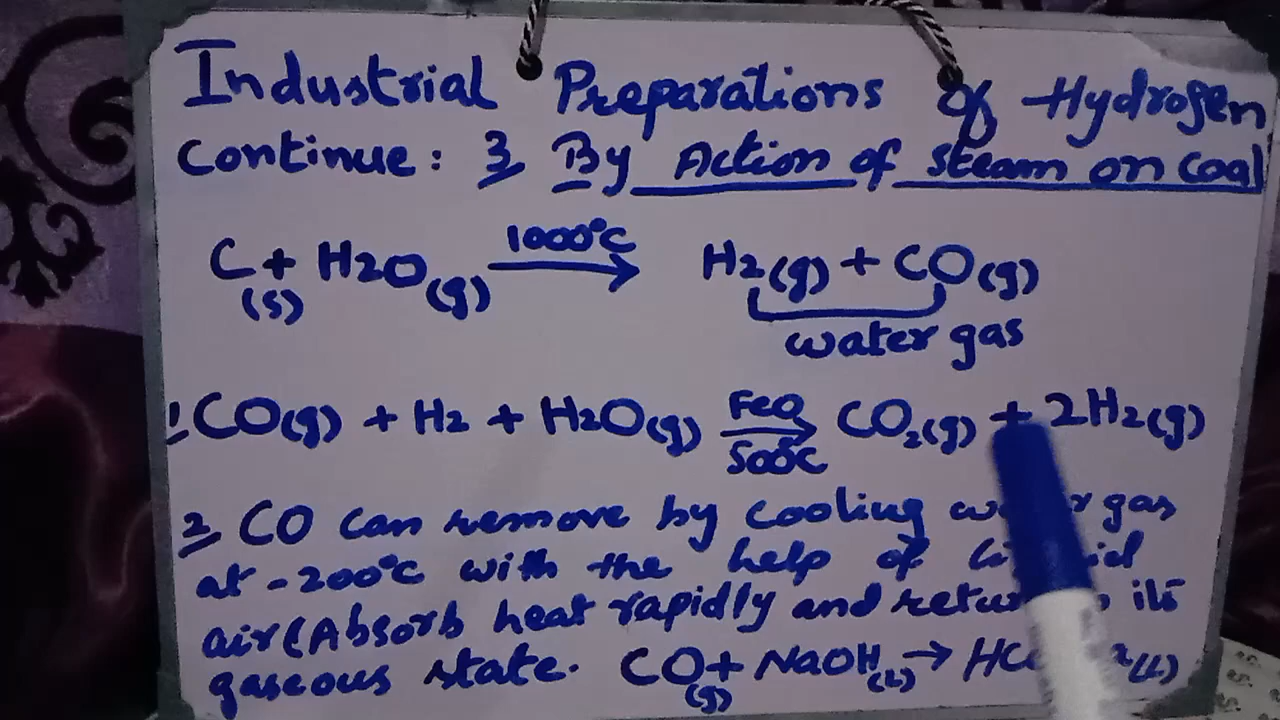 Industrial Preparations Of Hydrogen
Continue: 3 By Action of Steam on Coal
C(s) + H2O(g) 1000°C → H2(g) + CO(g)
water gas
1 CO(g) + H2 + H2O(g) FeO → 500°C CO2(g) + 2H2(g)
2 CO can remove by cooling gas
at -200°C with the help of
air (Absorb heat rapidly and its
gaseous state. CO(g) + NaOH(l) →